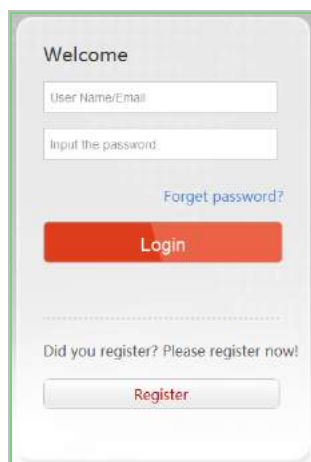 Welcome
User Name/Email
Input the password
Forget password?
Login
Did you register? Please register now!
Register